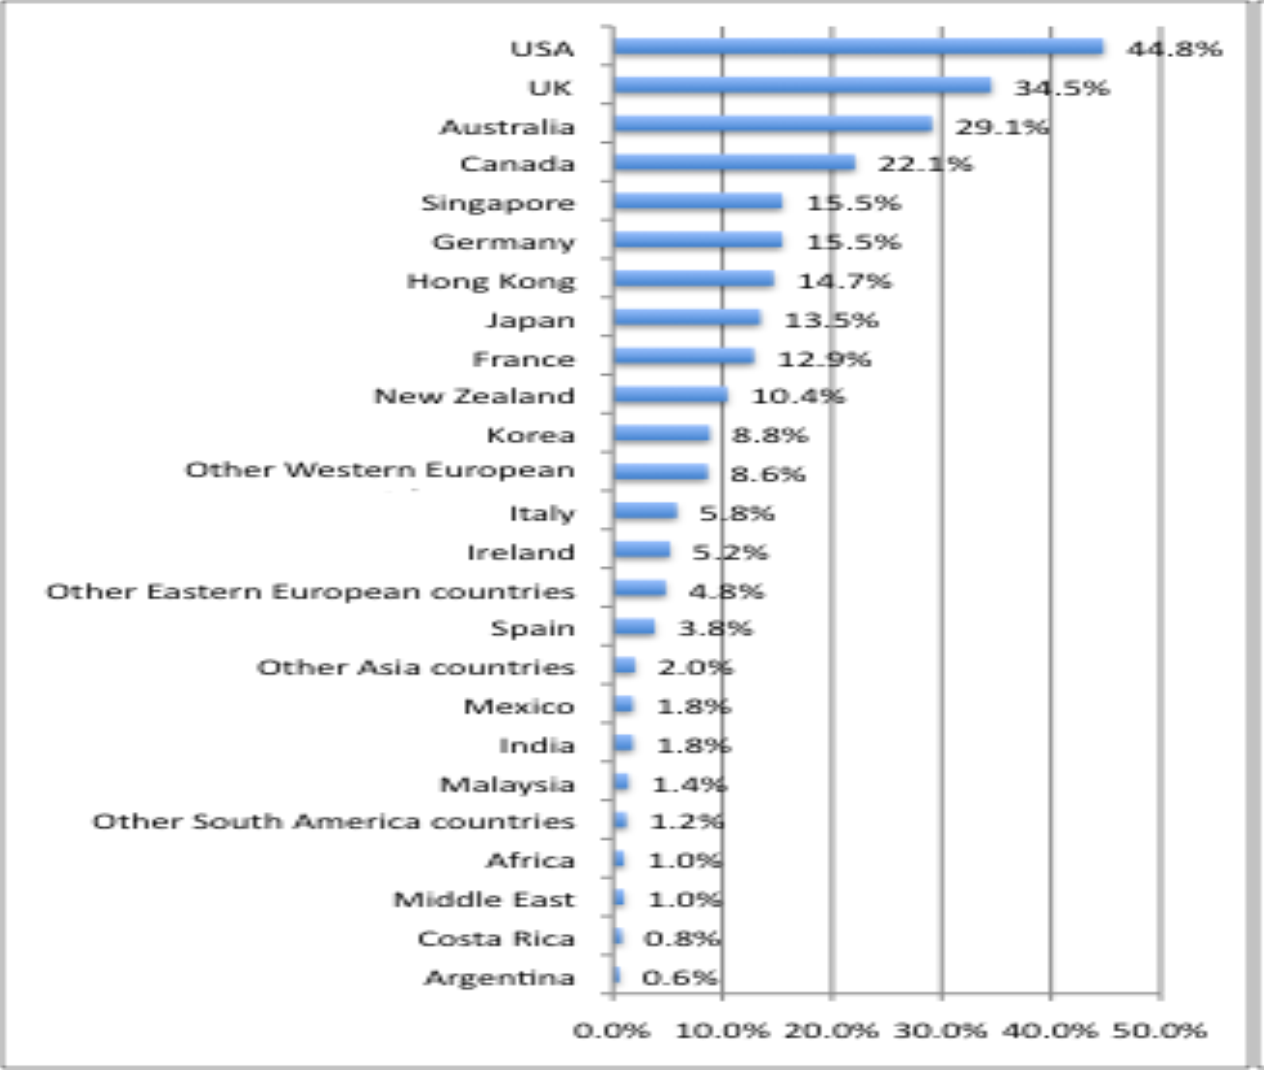 USA 44.8%
UK 34.5%
Australia 29.1%
Canada 22.1%
Singapore 15.5%
Germany 15.5%
Hong Kong 14.7%
Japan 13.5%
France 12.9%
New Zealand 10.4%
Korea 8.8%
Other Western European 8.6%
Italy 5.8%
Ireland 5.2%
Other Eastern European countries 4.8%
Spain 3.8%
Other Asia countries 2.0%
Mexico 1.8%
India 1.8%
Malaysia 1.4%
Other South America countries 1.2%
Africa 1.0%
Middle East 1.0%
Costa Rica 0.8%
Argentina 0.6%
0.0% 10.0% 20.0% 30.0% 40.0% 50.0%